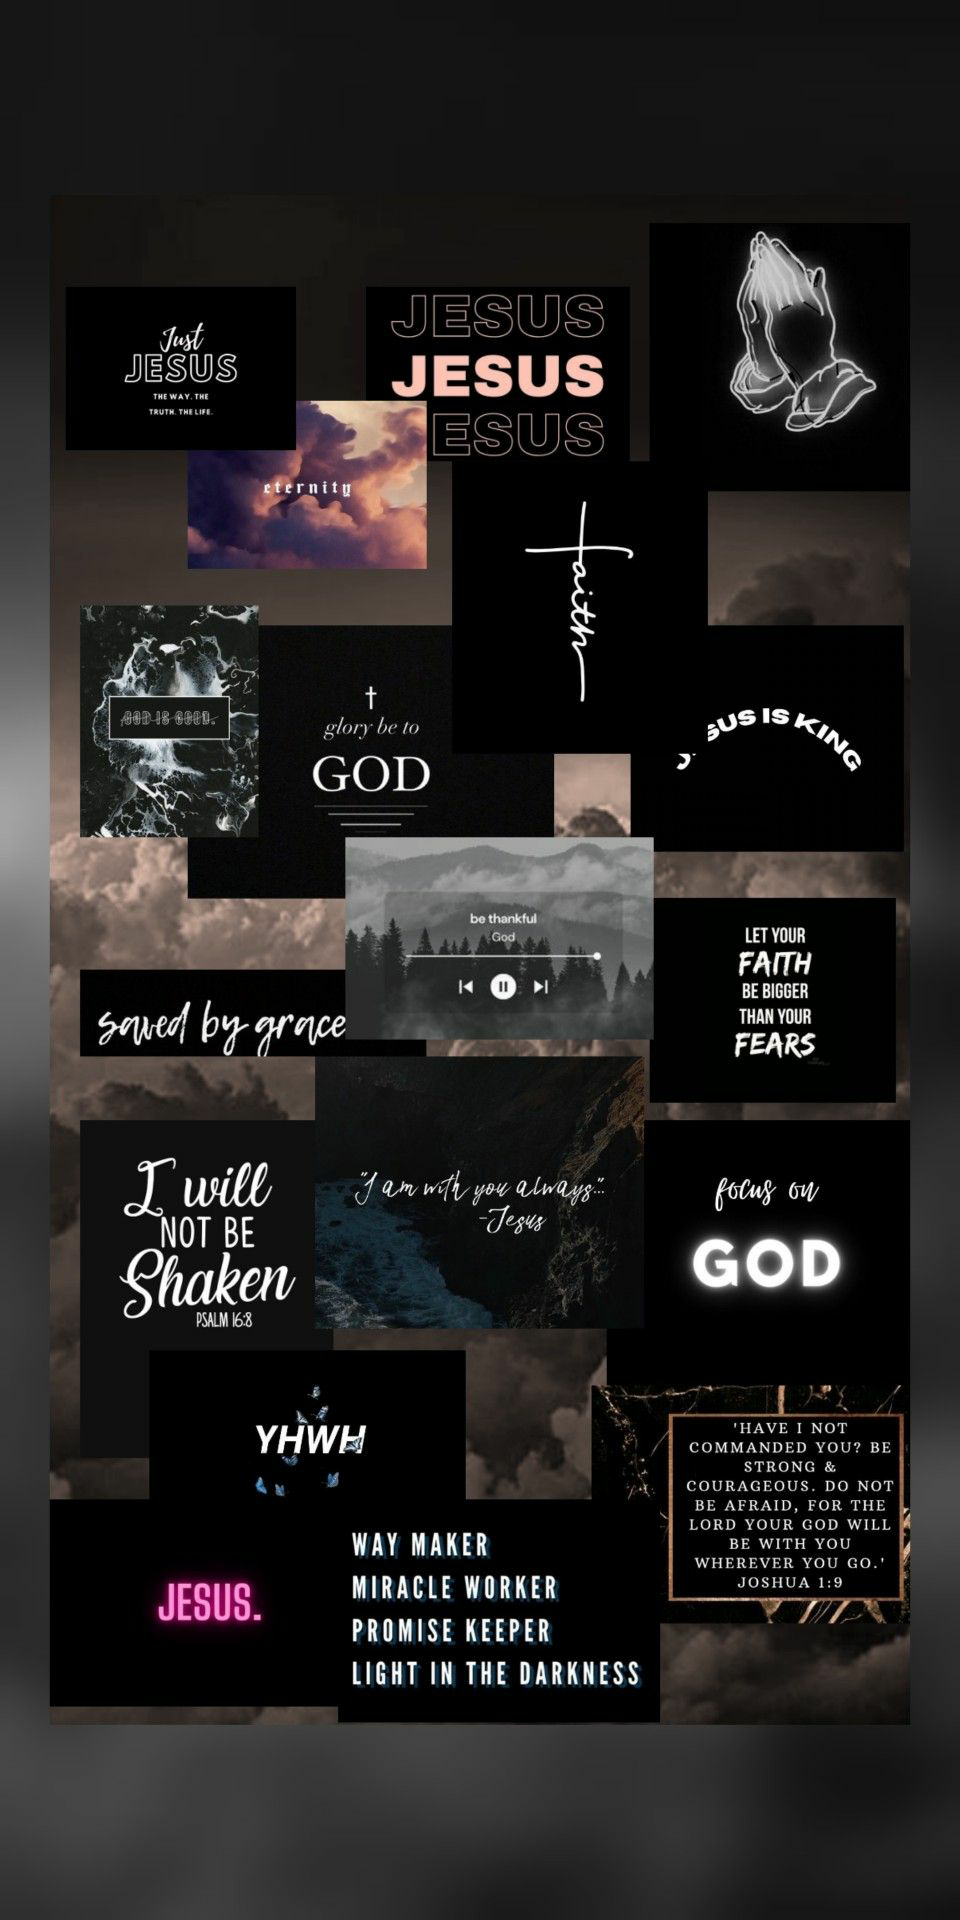 Just
JESUS
THE WAY. THE
TRUTH. THE LIFE.
JESUS
JESUS
ESUS
eternity
faith
GOD IS GOOD.
glory be to
GOD
SUS IS KING
be thankful
God
saved by grace
LET YOUR
FAITH
BE BIGGER
THAN YOUR
FEARS
I will
NOT BE
Shaken
PSALM 16:8
"I am with you always"...
-Jesus
focus on
GOD
YHWH
'HAVE I NOT
COMMANDED YOU? BE
STRONG &
COURAGEOUS. DO NOT
BE AFRAID, FOR THE
LORD YOUR GOD WILL
BE WITH YOU
WHEREVER YOU GO.'
JOSHUA 1:9
JESUS.
WAY MAKER
MIRACLE WORKER
PROMISE KEEPER
LIGHT IN THE DARKNESS